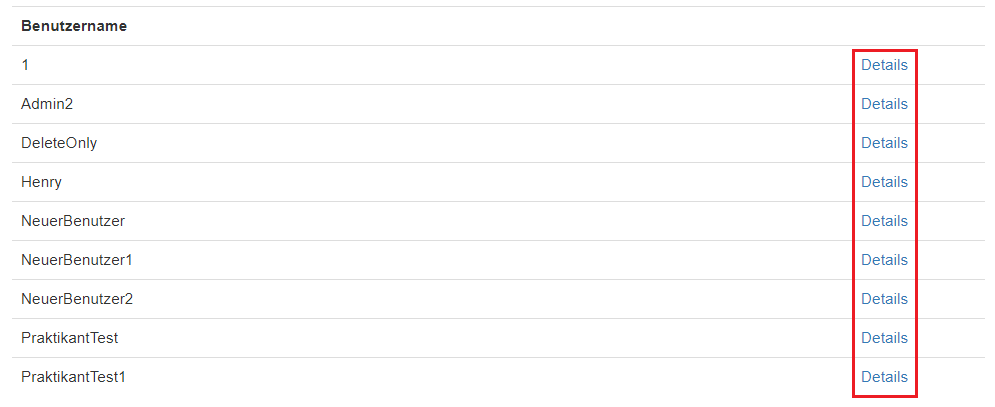 Benutzername
1 Details
Admin2 Details
DeleteOnly Details
Henry Details
NeuerBenutzer Details
NeuerBenutzer1 Details
NeuerBenutzer2 Details
PraktikantTest Details
PraktikantTest1 Details